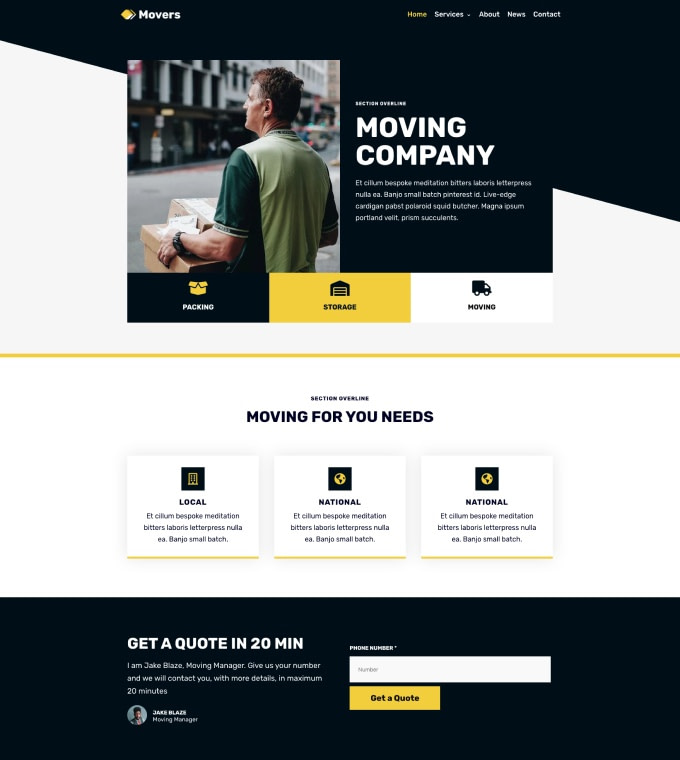 Movers
Home Services About News Contact
SECTION OVERLINE
MOVING
COMPANY
Et cillum bespoke meditation bitters laboris letterpress
nulla ea. Banjo small batch pinterest id. Live-edge
cardigan pabst polaroid squid butcher. Magna ipsum
portland velit, prism succulents.
PACKING
STORAGE
MOVING
SECTION OVERLINE
MOVING FOR YOU NEEDS
LOCAL
Et cillum bespoke meditation
bitters laboris letterpress nulla
ea. Banjo small batch.
NATIONAL
Et cillum bespoke meditation
bitters laboris letterpress nulla
ea. Banjo small batch.
NATIONAL
Et cillum bespoke meditation
bitters laboris letterpress nulla
ea. Banjo small batch.
GET A QUOTE IN 20 MIN
I am Jake Blaze, Moving Manager. Give us your number
and we will contact you, with more details, in maximum
20 minutes
JAKE BLAZE
Moving Manager
PHONE NUMBER *
Number
Get a Quote